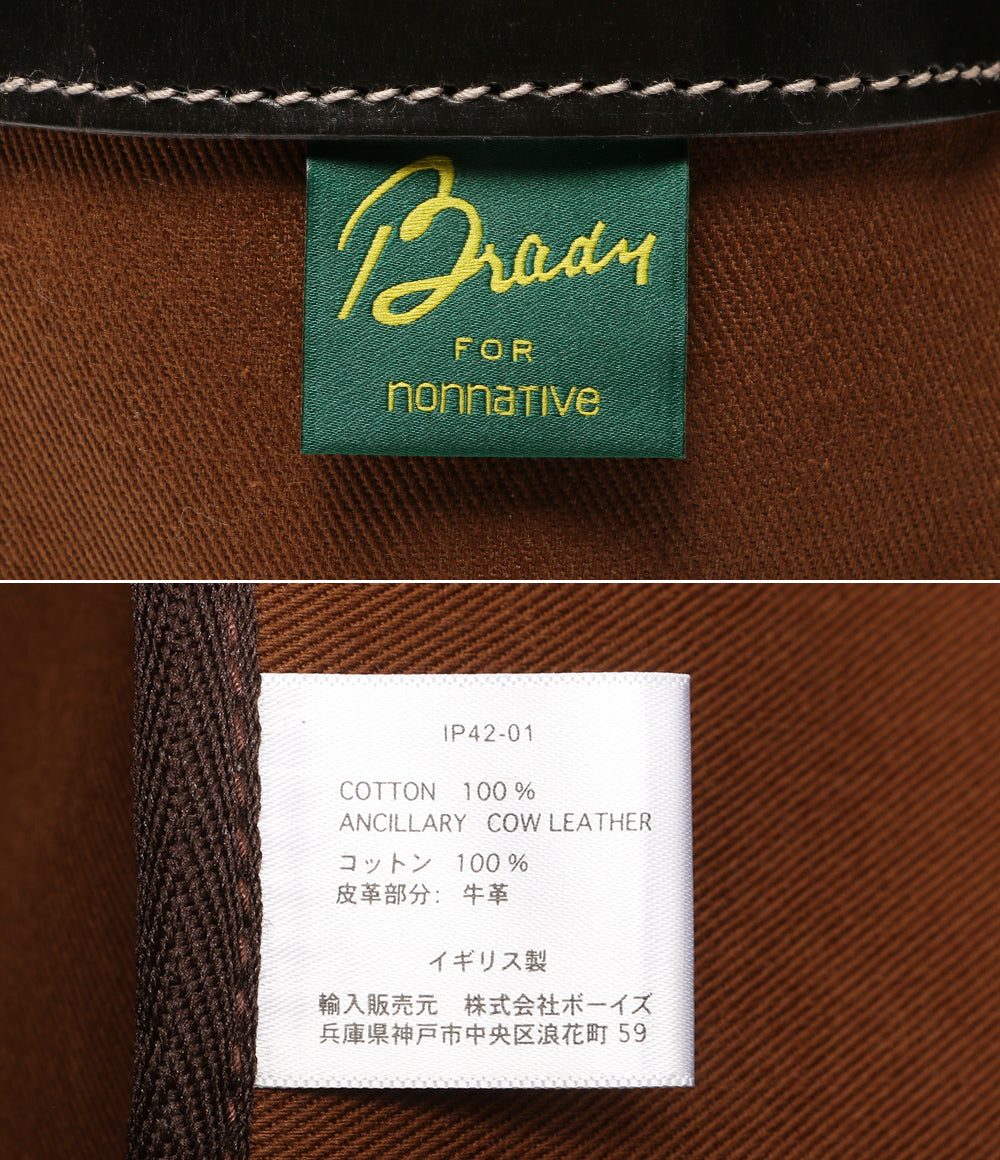 Brady
FOR
nonnative
IP42-01
COTTON 100%
ANCILLARY COW LEATHER
コットン 100%
皮革部分: 牛革
イギリス製
輸入販売元 株式会社ボーイズ
兵庫県神戸市中央区浪花町 59